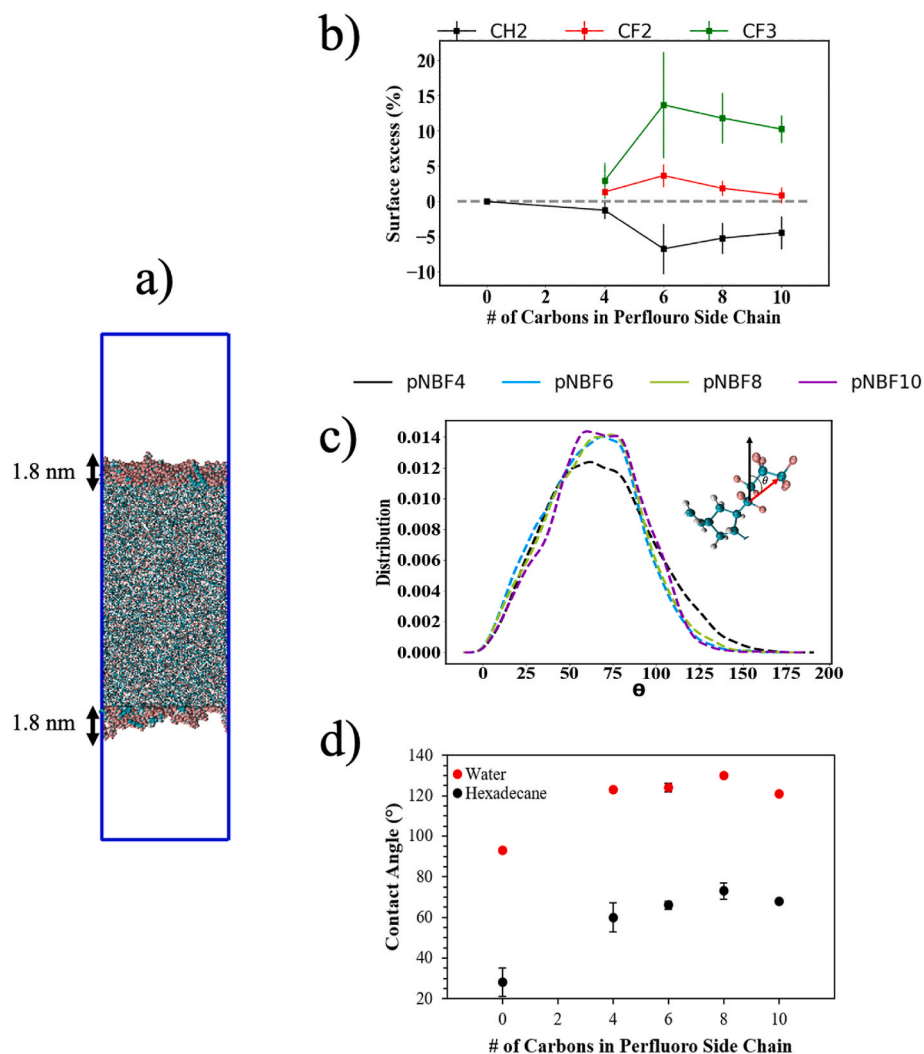 a)
1.8 nm
1.8 nm
b)
CH2 CF2 CF3
Surface excess (%)
20
15
10
5
0
−5
−10
0 2 4 6 8 10
# of Carbons in Perflouro Side Chain
pNBF4 pNBF6 pNBF8 pNBF10
c)
Distribution
0.014
0.012
0.010
0.008
0.006
0.004
0.002
0.000
θ
0 25 50 75 100 125 150 175 200
θ
d)
Water
Hexadecane
Contact Angle (°)
140
120
100
80
60
40
20
0 2 4 6 8 10
# of Carbons in Perfluoro Side Chain